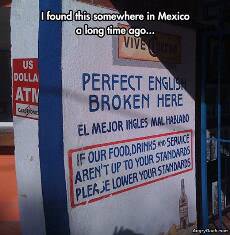 I found this somewhere in Mexico
a long time ago...
VIVE
US
DOLLA
ATM
PERFECT ENGLISH
BROKEN HERE
EL MEJOR INGLES MAL HABLADO
IF OUR FOOD, DRINKS AND SERVICE
AREN'T UP TO YOUR STANDARDS
PLEASE LOWER YOUR STANDARDS